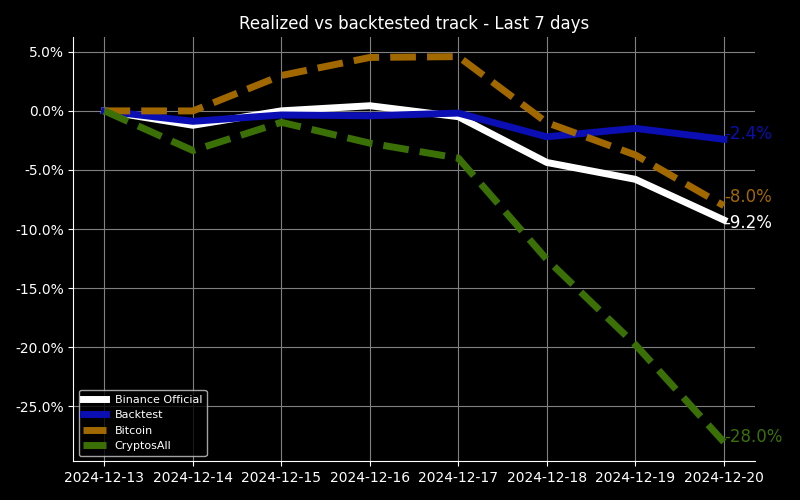 Realized vs backtested track - Last 7 days
5.0%
0.0%
-5.0%
-10.0%
-15.0%
-20.0%
-25.0%
-2.4%
-8.0%
-9.2%
-28.0%
Binance Official
Backtest
Bitcoin
CryptosAll
2024-12-13 2024-12-14 2024-12-15 2024-12-16 2024-12-17 2024-12-18 2024-12-19 2024-12-20